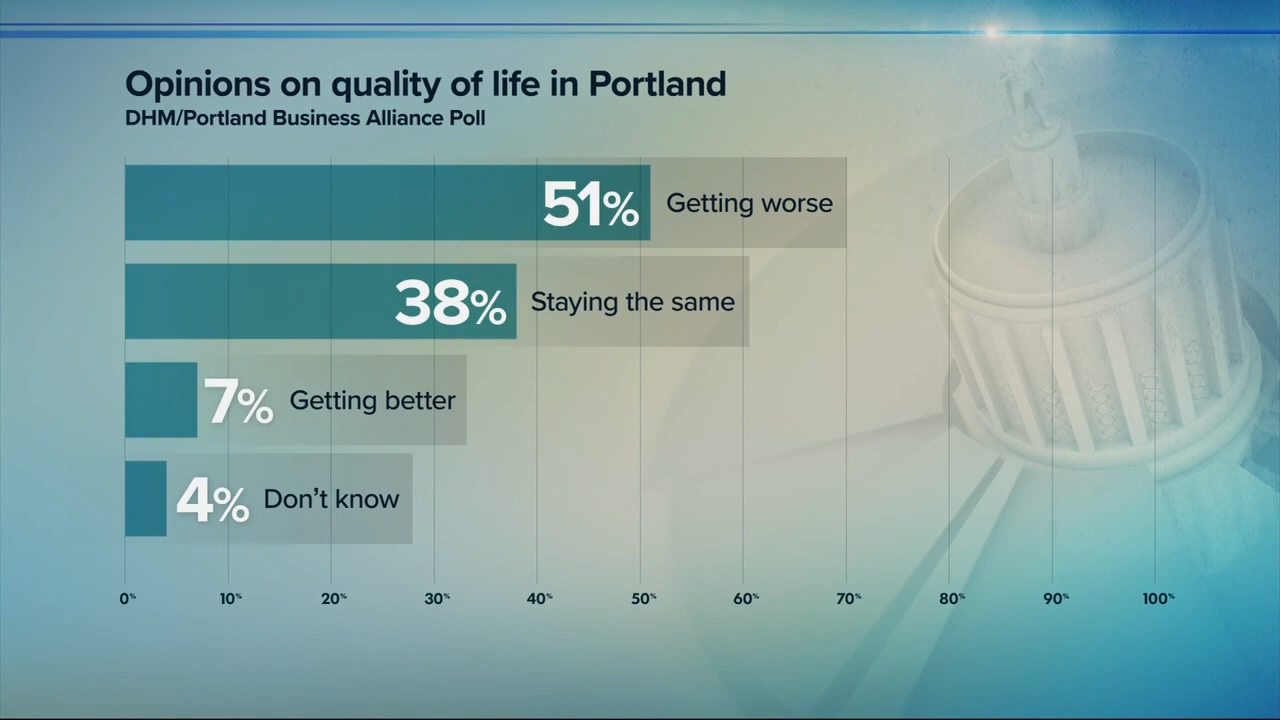 Opinions on quality of life in Portland
DHM/Portland Business Alliance Poll
51% Getting worse
38% Staying the same
7% Getting better
4% Don’t know
0% 10% 20% 30% 40% 50% 60% 70% 80% 90% 100%